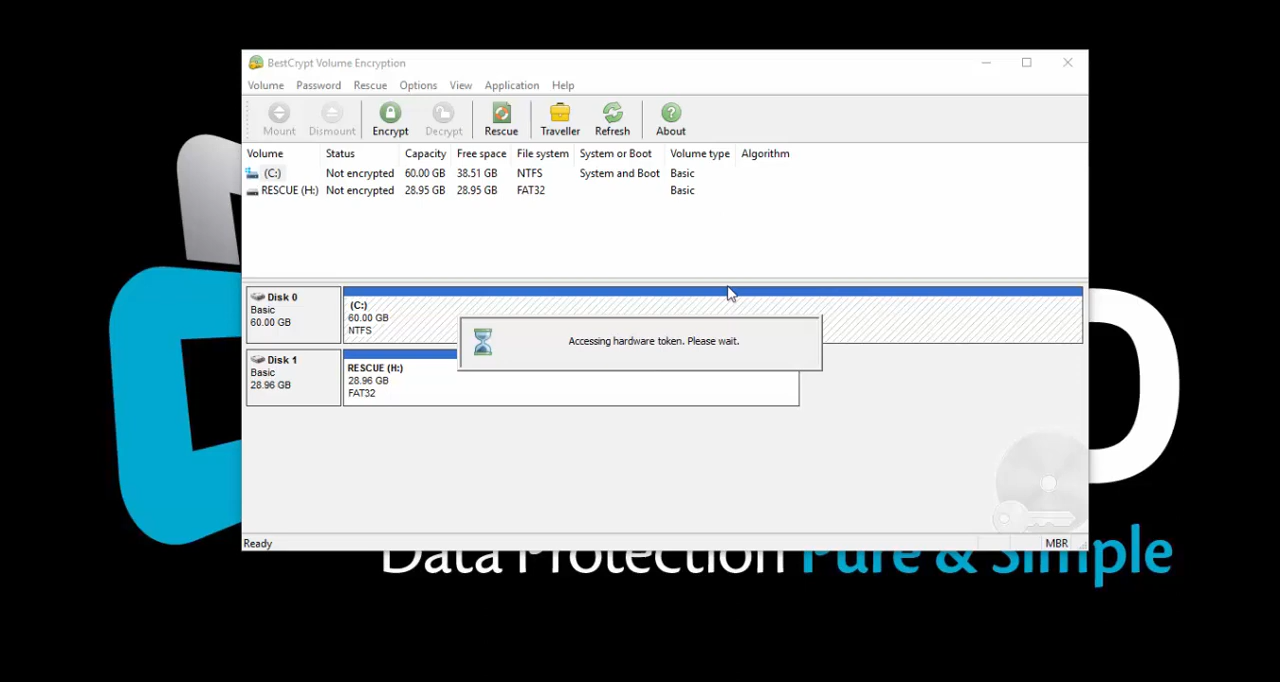 BestCrypt Volume Encryption
Volume Password Rescue Options View Application Help
Mount Dismount Encrypt Decrypt Rescue Traveller Refresh About
Volume Status Capacity Free space File system System or Boot Volume type Algorithm
(C:) Not encrypted 60.00 GB 38.51 GB NTFS System and Boot Basic
RESCUE (H:) Not encrypted 28.95 GB 28.95 GB FAT32 Basic
Disk 0
Basic
60.00 GB
(C:)
60.00 GB
NTFS
Accessing hardware token. Please wait.
Disk 1
Basic
28.96 GB
RESCUE (H:)
28.96 GB
FAT32
Ready MBR
Data Protection Pure & Simple